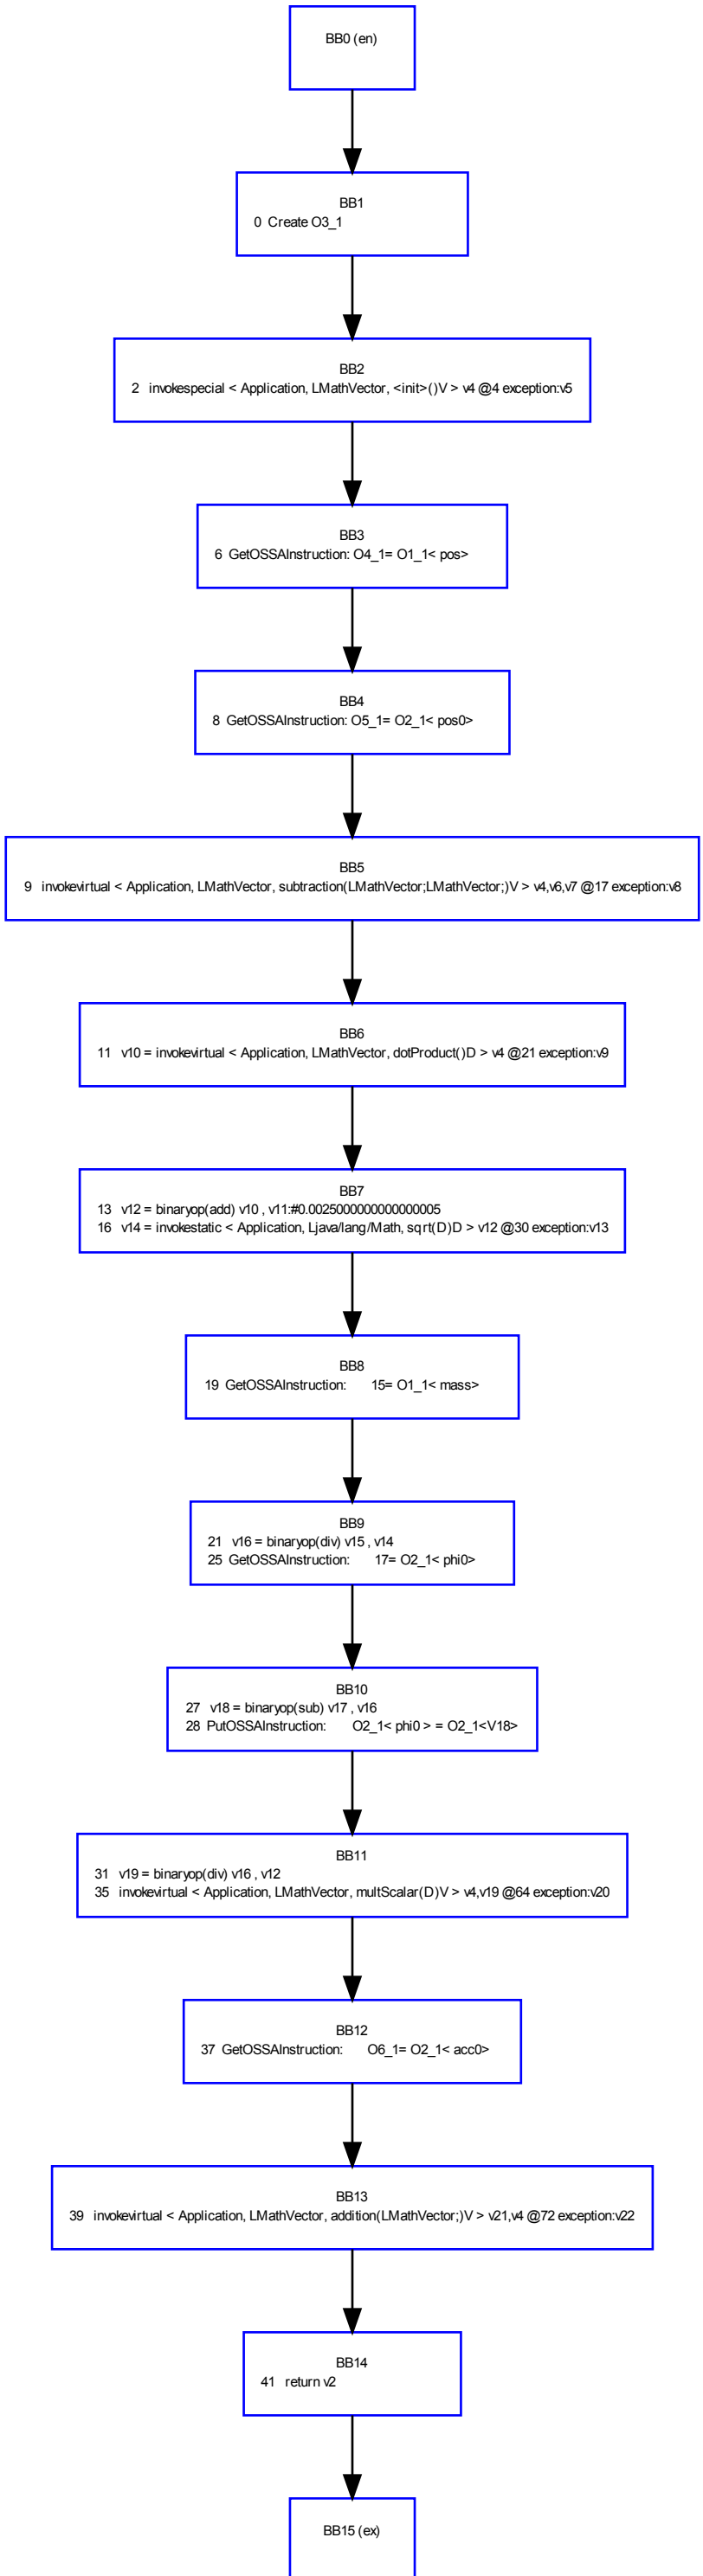 BB0 (en)
BB1
0 Create O3_1
BB2
2 invokespecial < Application, LMathVector, <init>()V > v4 @4 exception:v5
BB3
6 GetOSSAInstruction: O4_1= O1_1< pos>
BB4
8 GetOSSAInstruction: O5_1= O2_1< pos0>
BB5
9 invokevirtual < Application, LMathVector, subtraction(LMathVector;LMathVector;)V > v4,v6,v7 @17 exception:v8
BB6
11 v10 = invokevirtual < Application, LMathVector, dotProduct()D > v4 @21 exception:v9
BB7
13 v12 = binaryop(add) v10 , v11:#0.0025000000000000005
16 v14 = invokestatic < Application, Ljava/lang/Math, sqrt(D)D > v12 @30 exception:v13
BB8
19 GetOSSAInstruction: 15= O1_1< mass>
BB9
21 v16 = binaryop(div) v15 , v14
25 GetOSSAInstruction: 17= O2_1< phi0>
BB10
27 v18 = binaryop(sub) v17 , v16
28 PutOSSAInstruction: O2_1< phi0 > = O2_1<V18>
BB11
31 v19 = binaryop(div) v16 , v12
35 invokevirtual < Application, LMathVector, multScalar(D)V > v4,v19 @64 exception:v20
BB12
37 GetOSSAInstruction: O6_1= O2_1< acc0>
BB13
39 invokevirtual < Application, LMathVector, addition(LMathVector;)V > v21,v4 @72 exception:v22
BB14
41 return v2
BB15 (ex)